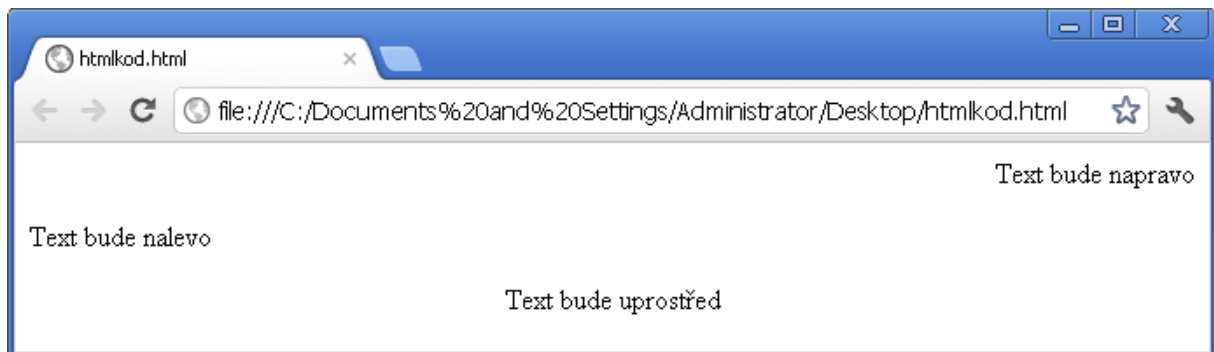 htmlkod.html
file:///C:/Documents%20and%20Settings/Administrator/Desktop/htmlkod.html
Text bude napravo
Text bude nalevo
Text bude uprostřed